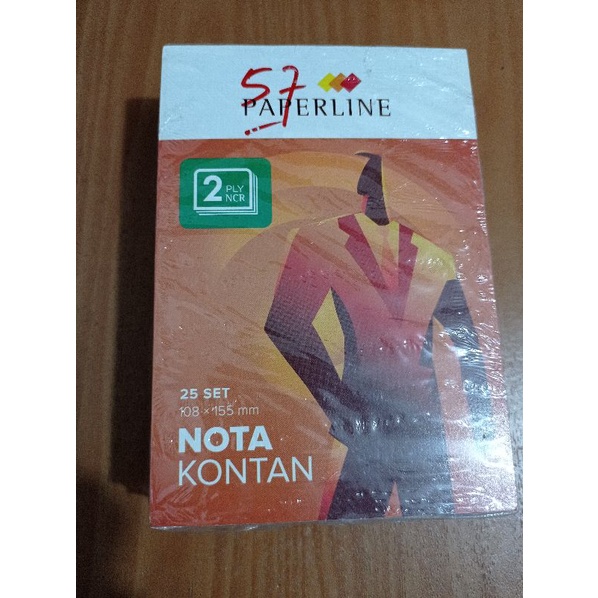 57
PAPERLINE
2 PLY
NCR
25 SET
108 × 155 mm
NOTA
KONTAN